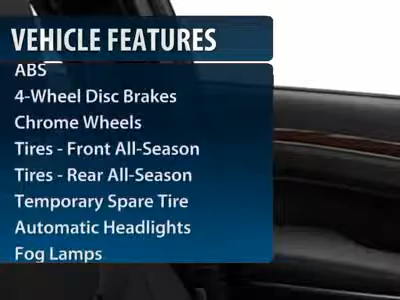 VEHICLE FEATURES
ABS
4-Wheel Disc Brakes
Chrome Wheels
Tires - Front All-Season
Tires - Rear All-Season
Temporary Spare Tire
Automatic Headlights
Fog Lamps